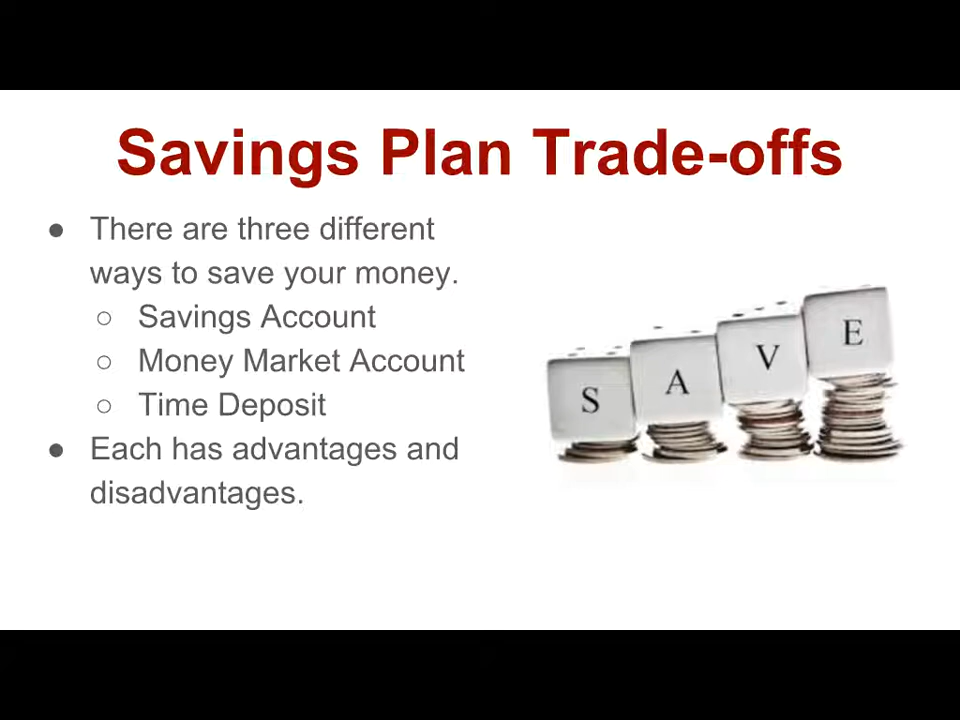 Savings Plan Trade-offs
● There are three different
ways to save your money.
○ Savings Account
○ Money Market Account
○ Time Deposit
● Each has advantages and
disadvantages.
S A V E